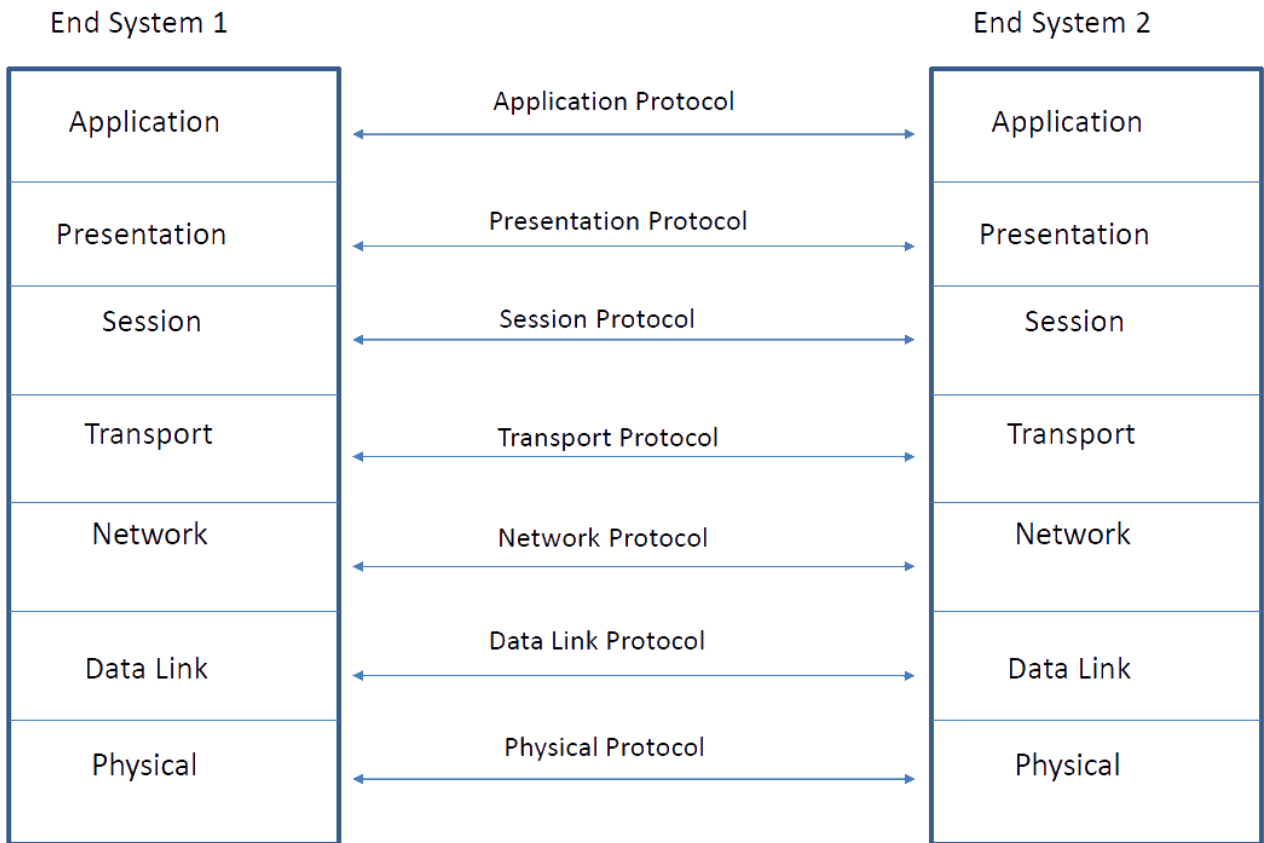 End System 1
End System 2
Application
Application Protocol
Application
Presentation
Presentation Protocol
Presentation
Session
Session Protocol
Session
Transport
Transport Protocol
Transport
Network
Network Protocol
Network
Data Link
Data Link Protocol
Data Link
Physical
Physical Protocol
Physical